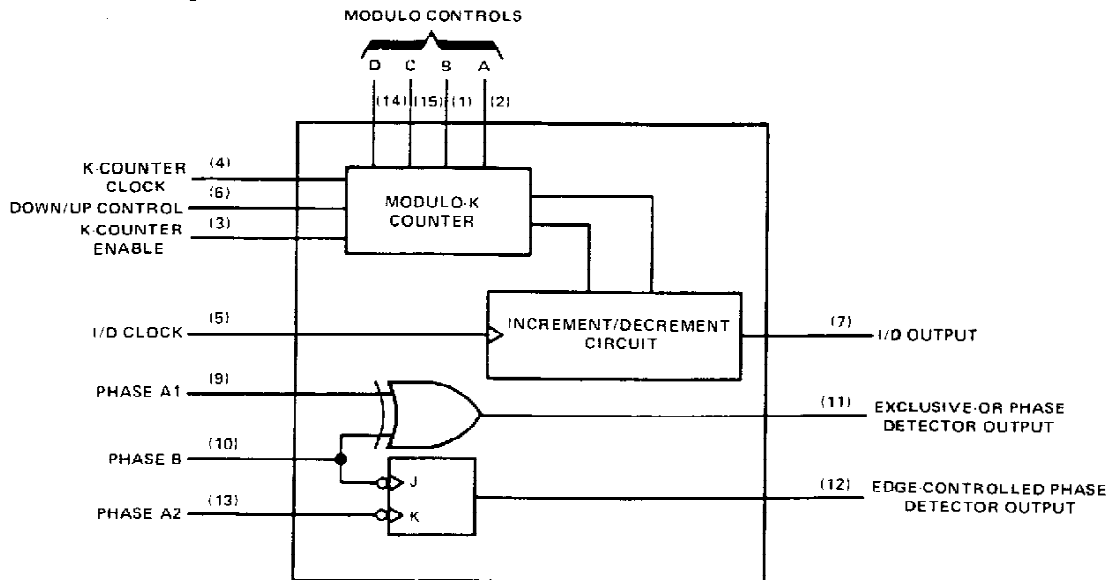 MODULO CONTROLS
D C B A
(14) (15) (1) (2)
K-COUNTER
CLOCK
(4)
DOWN/UP CONTROL
(6)
K-COUNTER
ENABLE
(3)
MODULO-K
COUNTER
I/D CLOCK
(5)
INCREMENT/DECREMENT
CIRCUIT
(7)
I/D OUTPUT
PHASE A1
(9)
(11)
EXCLUSIVE-OR PHASE
DETECTOR OUTPUT
PHASE B
(10)
J
K
(12)
EDGE-CONTROLLED PHASE
DETECTOR OUTPUT
PHASE A2
(13)